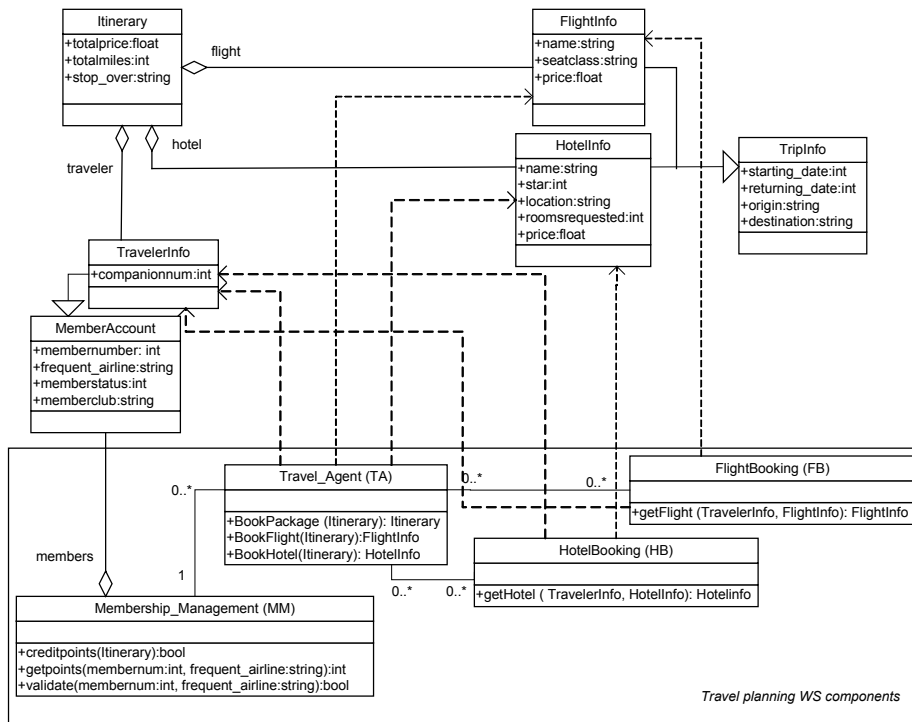 Itinerary
+totalprice:float
+totalmiles:int
+stop_over:string
flight
FlightInfo
+name:string
+seatclass:string
+price:float
hotel
traveler
HotelInfo
+name:string
+star:int
+location:string
+roomsrequested:int
+price:float
TripInfo
+starting_date:int
+returning_date:int
+origin:string
+destination:string
TravelerInfo
+companionnum:int
MemberAccount
+membernumber: int
+frequent_airline:string
+memberstatus:int
+memberclub:string
Travel_Agent (TA)
+BookPackage (Itinerary): Itinerary
+BookFlight(Itinerary):FlightInfo
+BookHotel(Itinerary): HotelInfo
0..*
0..*
0..*
FlightBooking (FB)
+getFlight (TravelerInfo, FlightInfo): FlightInfo
members
1
HotelBooking (HB)
+getHotel ( TravelerInfo, HotelInfo): Hotelinfo
0..*
0..*
Membership_Management (MM)
+creditpoints(Itinerary):bool
+getpoints(membernum:int, frequent_airline:string):int
+validate(membernum:int, frequent_airline:string):bool
Travel planning WS components